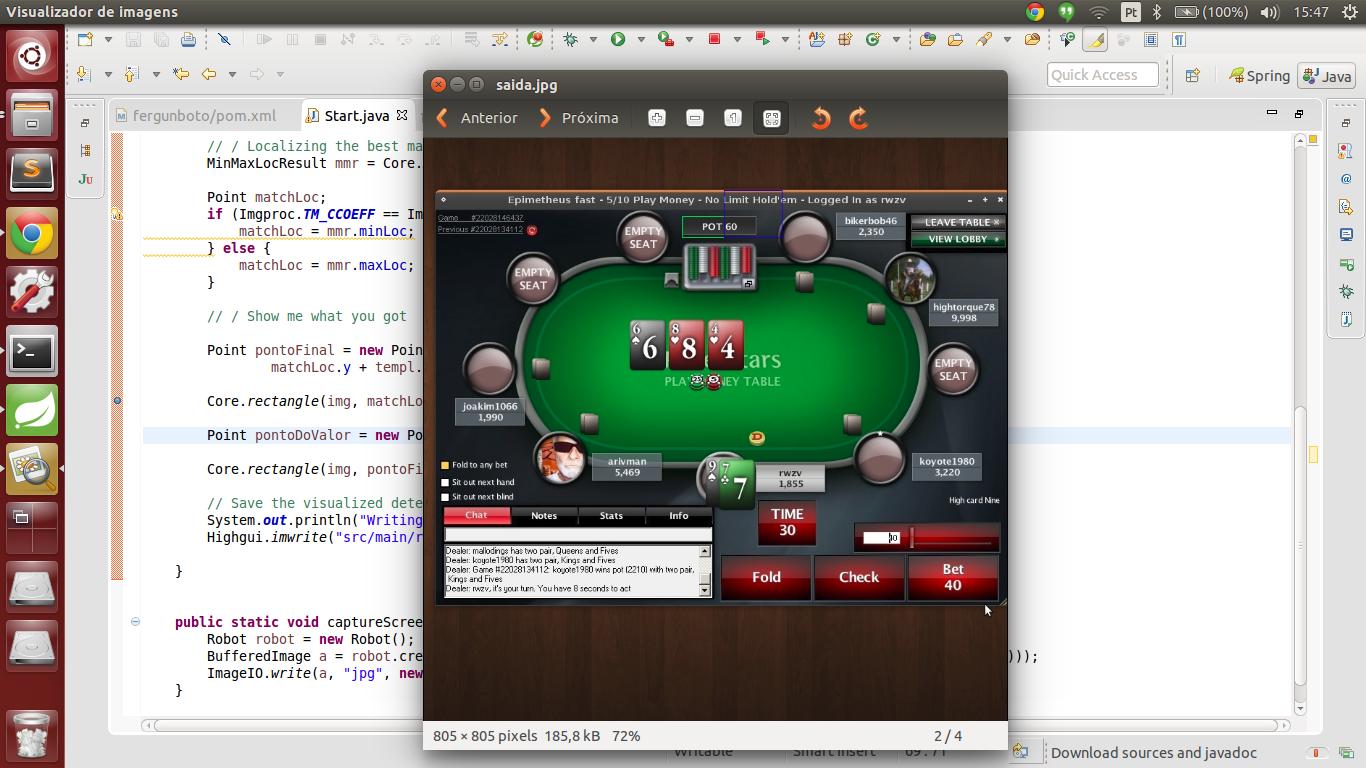 Visualizador de imagens
Pt
(100%)
15:47
Quick Access
Spring
Java
fergunboto/pom.xml
Start.java
// / Localizing the best ma
MinMaxLocResult mmr = Core.
Point matchLoc;
if (Imgproc.TM_CCOEFF == Im
matchLoc = mmr.minLoc;
} else {
matchLoc = mmr.maxLoc;
}
// / Show me what you got
Point pontoFinal = new Poin
matchLoc.y + templ.
Core.rectangle(img, matchLo
Point pontoDoValor = new Po
Core.rectangle(img, pontoFi
// Save the visualized dete
System.out.println("Writing
Highgui.imwrite("src/main/r
}
public static void captureScree
Robot robot = new Robot();
BufferedImage a = robot.cre
)));
ImageIO.write(a, "jpg", new
}
saida.jpg
Anterior
Próxima
Epimetheus fast - 5/10 Play Money - No Limit Hold'em - Logged In as rwzv
Game #22028146437
Previous #22028134112
EMPTY SEAT
POT 60
bikerbob46
2,350
LEAVE TABLE
VIEW LOBBY
EMPTY SEAT
hightorque78
9,998
6 6
8 8
4 4
tars
PLAY MONEY TABLE
EMPTY SEAT
joakim1066
1,990
D
Fold to any bet
arivman
5,469
koyote1980
3,220
Sit out next hand
Sit out next blind
9 7
7
rwzv
1,855
High card Nine
Chat
Notes
Stats
Info
TIME
30
Dealer: mallodings has two pair, Queens and Fives
Dealer: koyote1980 has two pair, Kings and Fives
Dealer: Game #22028134112: koyote1980 wins pot (2210) with two pair,
Kings and Fives
Dealer: rwzv, it's your turn. You have 8 seconds to act
Fold
Check
Bet
40
805 × 805 pixels 185,8 kB 72%
2 / 4
Writable
Smart Insert
69 : 71
Download sources and javadoc